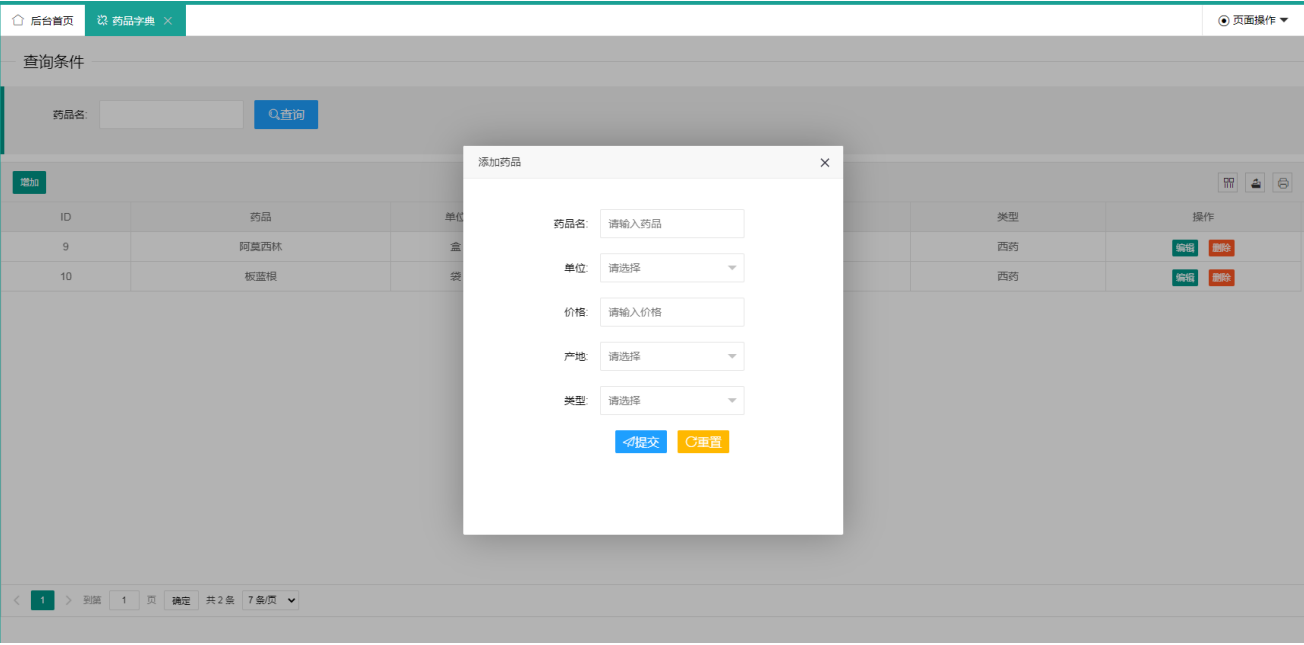 后台首页 药品字典 页面操作
查询条件
药品名: 查询
添加药品
增加
ID 药品 单位 类型 操作
9 阿莫西林 盒 西药 编辑 删除
10 板蓝根 袋 西药 编辑 删除
药品名: 请输入药品
单位: 请选择
价格: 请输入价格
产地: 请选择
类型: 请选择
提交 重置
1 到第 1 页 确定 共 2 条 7 条/页